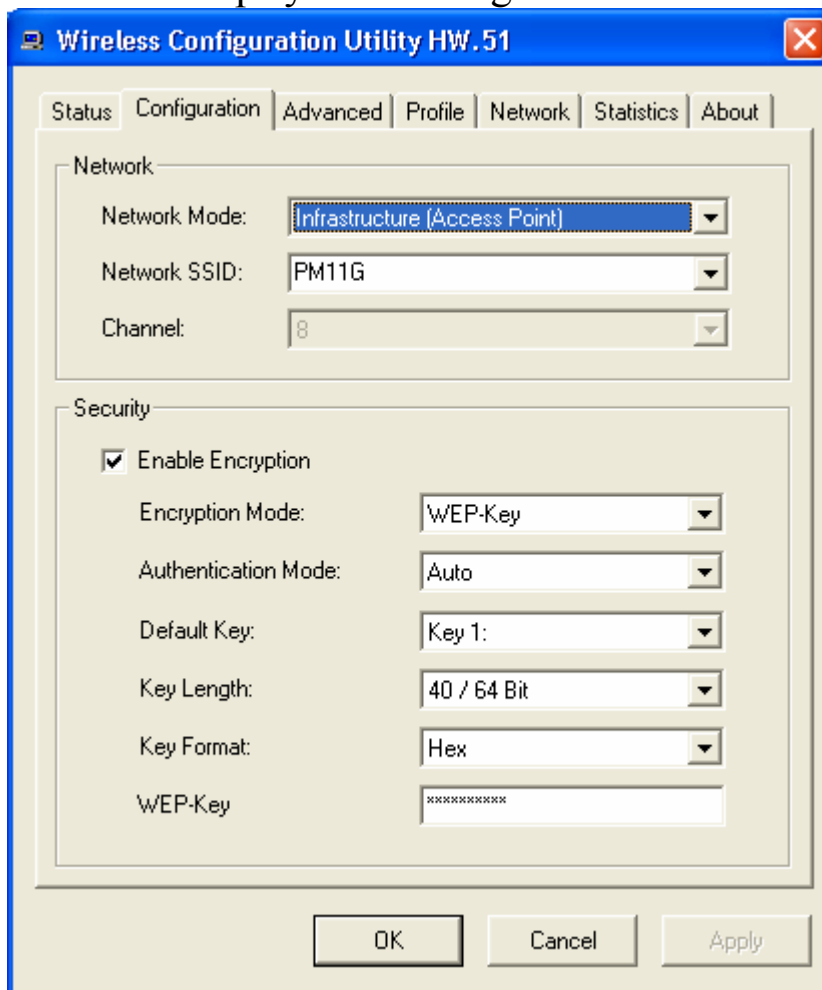 Wireless Configuration Utility HW.51
Status Configuration Advanced Profile Network Statistics About
Network
Network Mode: Infrastructure (Access Point)
Network SSID: PM11G
Channel: 8
Security
Enable Encryption
Encryption Mode: WEP-Key
Authentication Mode: Auto
Default Key: Key 1:
Key Length: 40 / 64 Bit
Key Format: Hex
WEP-Key **********
OK Cancel Apply